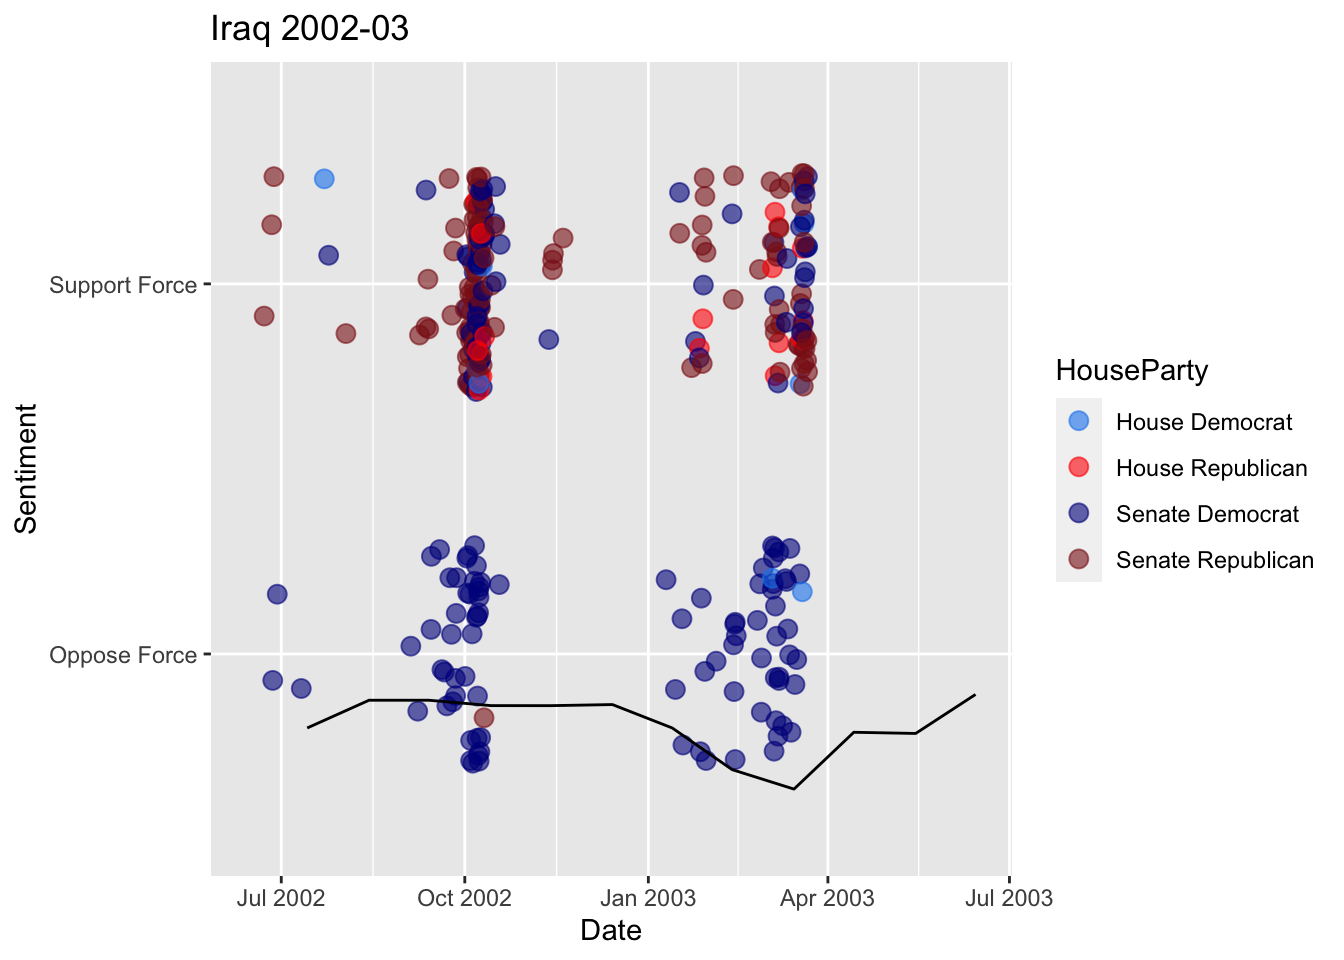 Iraq 2002-03
Support Force
Oppose Force
Sentiment
Jul 2002
Oct 2002
Jan 2003
Apr 2003
Jul 2003
Date
HouseParty
House Democrat
House Republican
Senate Democrat
Senate Republican